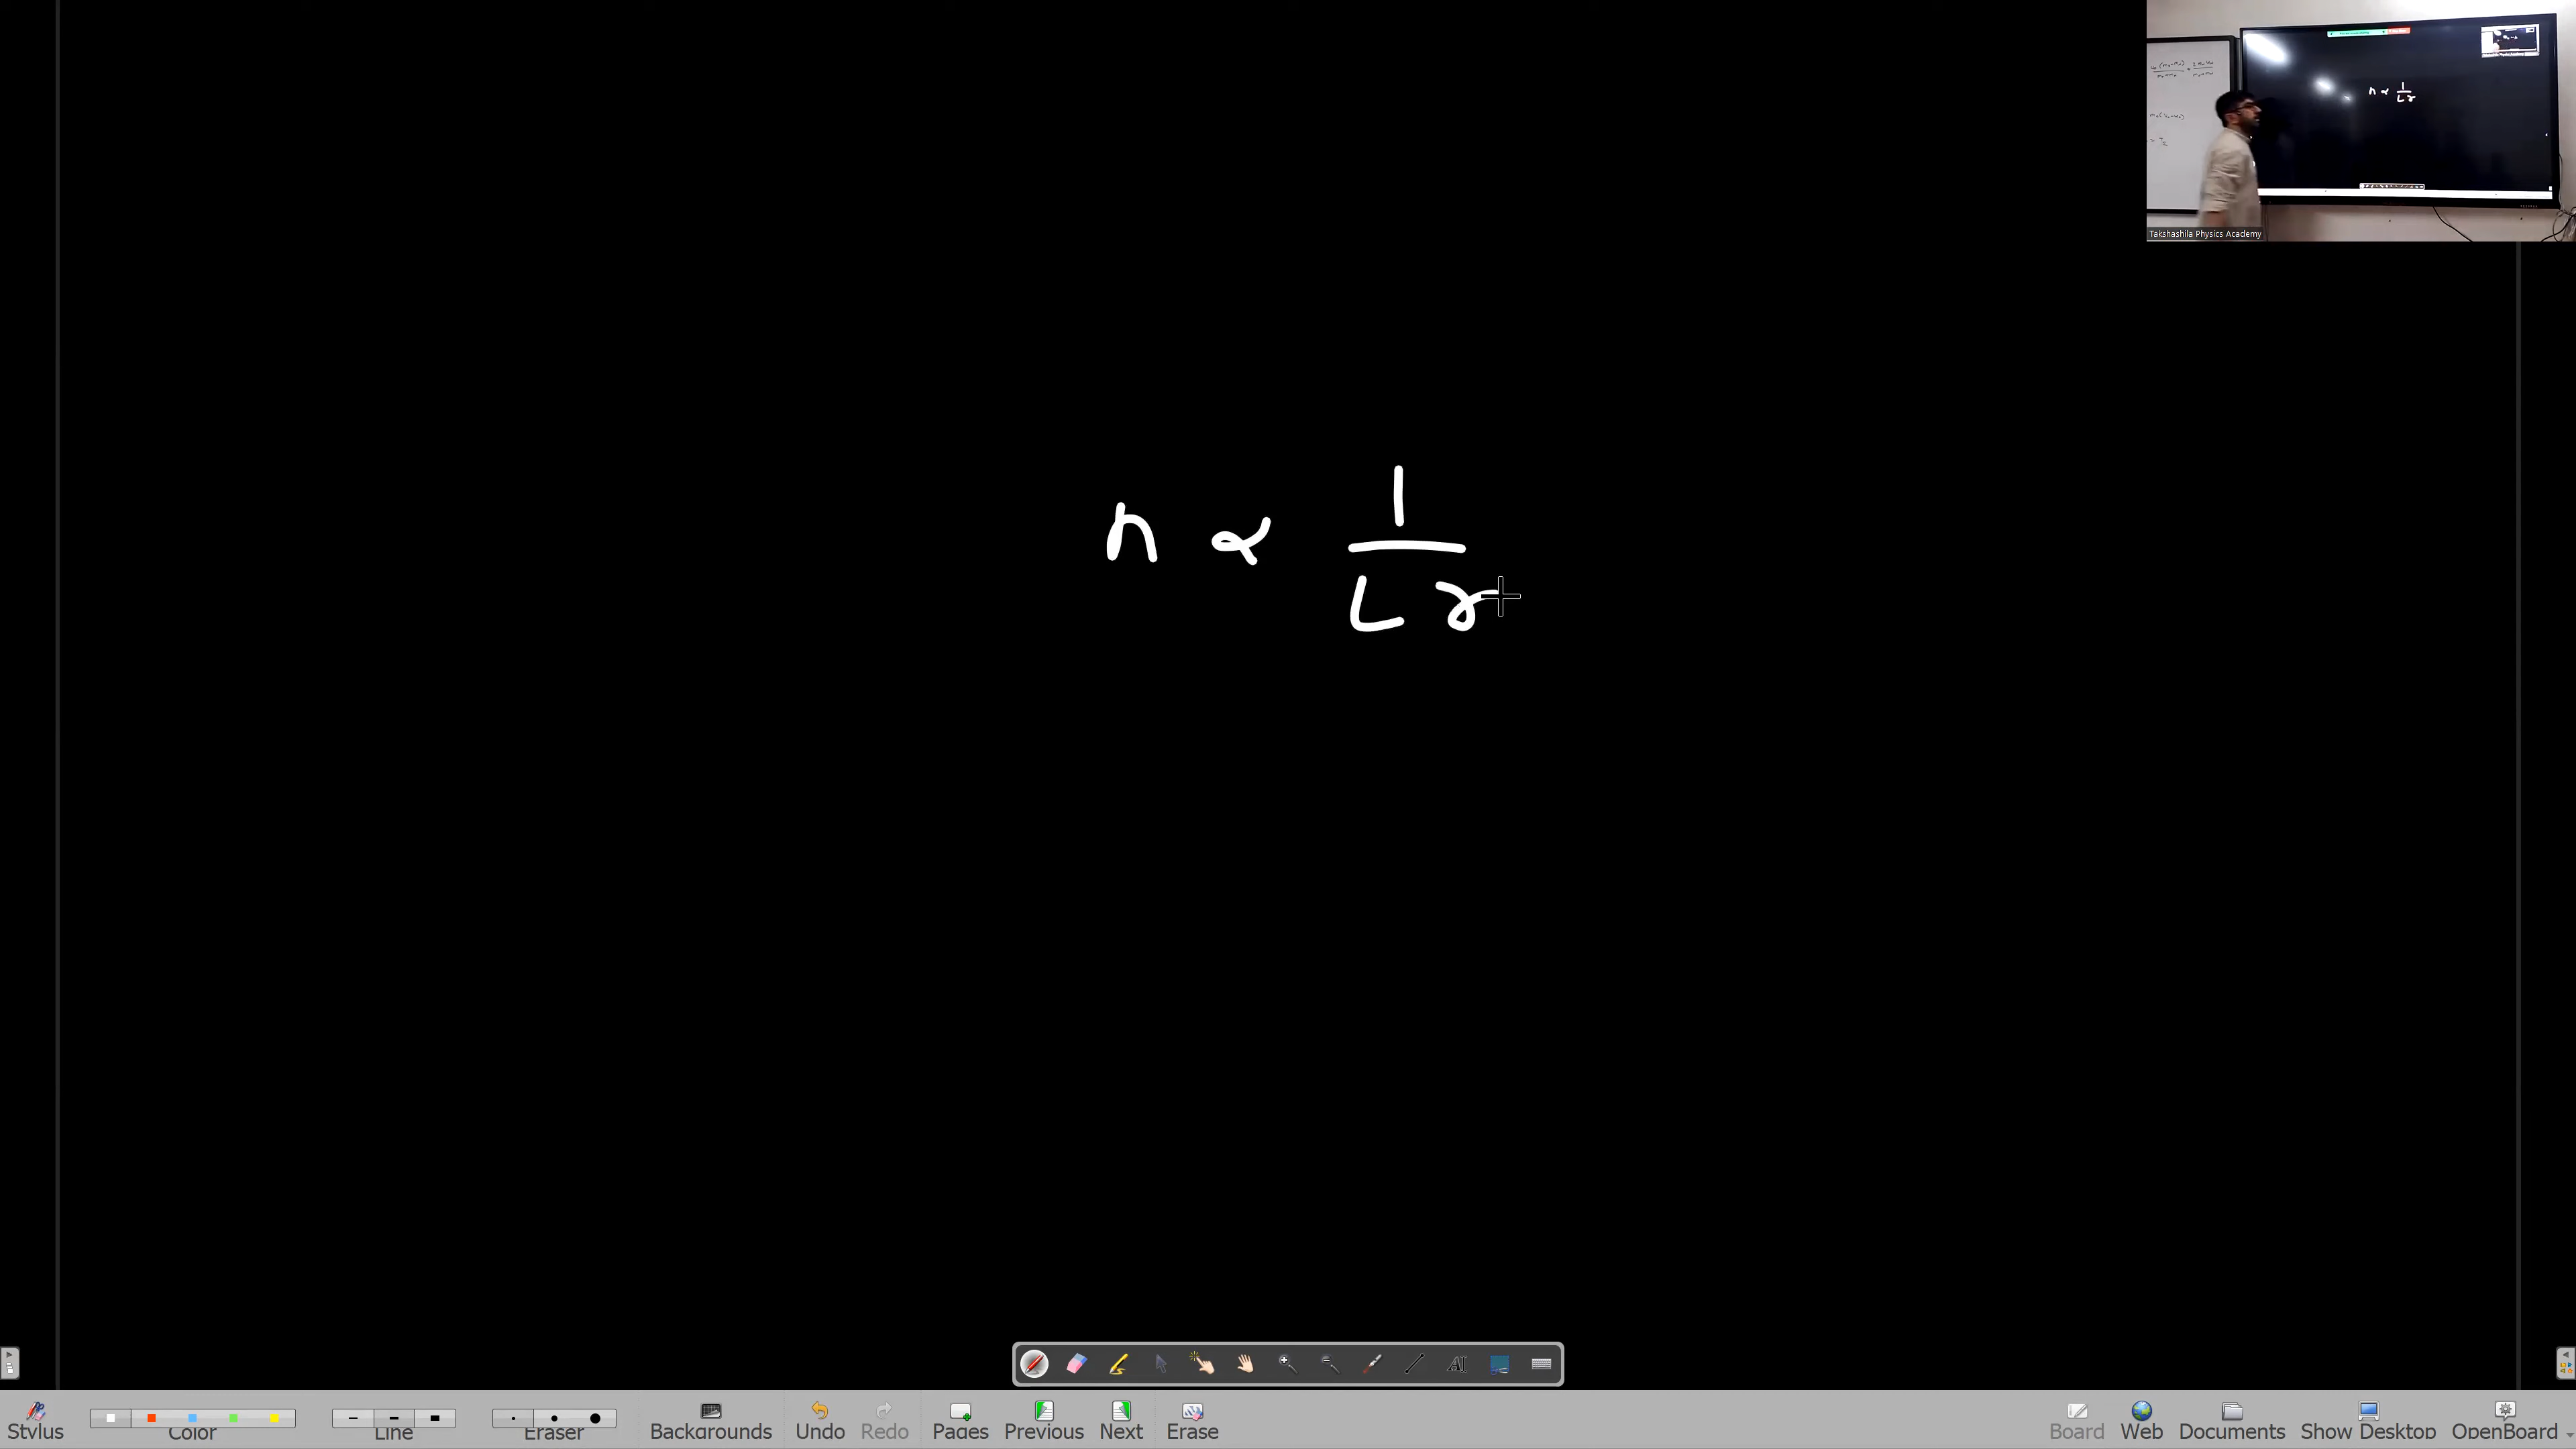 Takshashila Physics Academy
n ∝ 1/Lr
Stylus Color Line Eraser Backgrounds Undo Redo Pages Previous Next Erase Board Web Documents Show Desktop OpenBoard